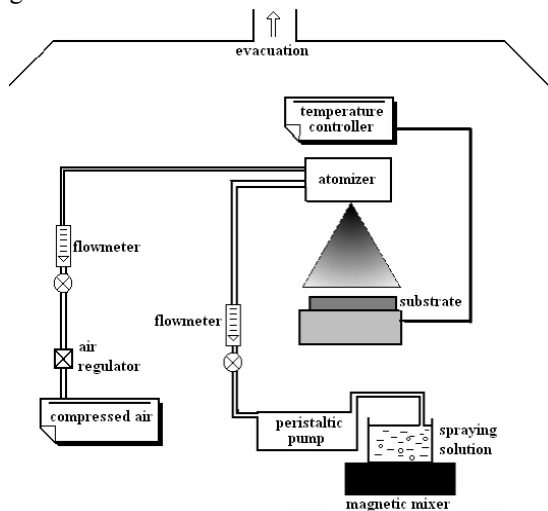 evacuation
temperature
controller
atomizer
flowmeter
substrate
flowmeter
air
regulator
compressed air
peristaltic
pump
spraying
solution
magnetic mixer